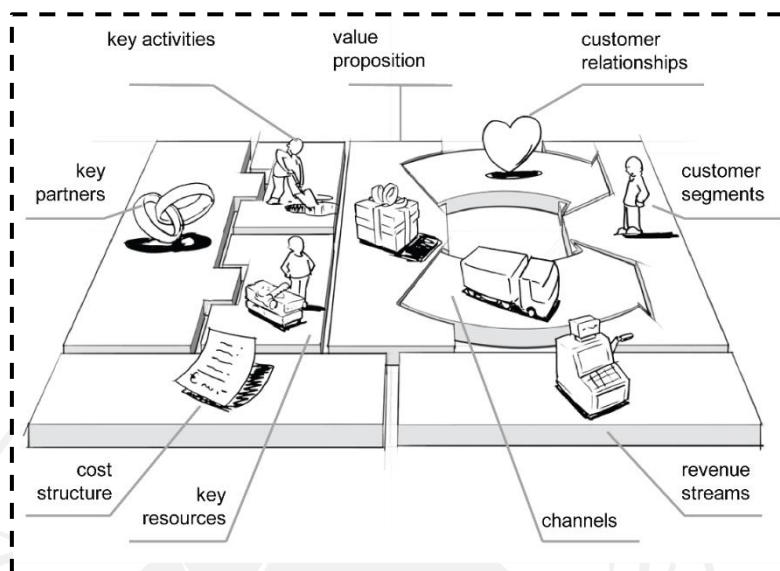 key activities
value
proposition
customer
relationships
key
partners
customer
segments
cost
structure
key
resources
channels
revenue
streams